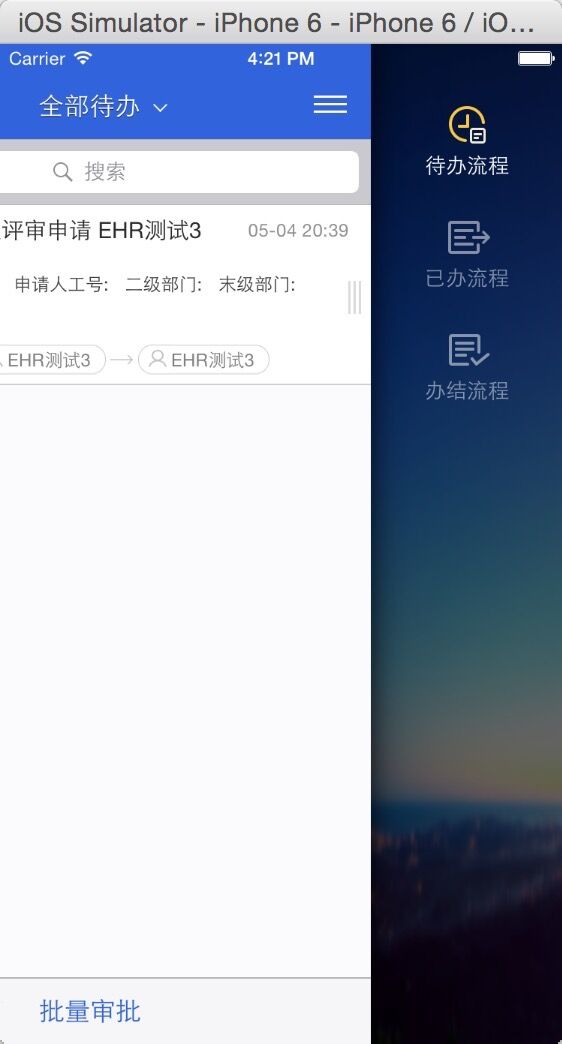 iOS Simulator - iPhone 6 - iPhone 6 / iO...
Carrier 4:21 PM
全部待办
搜索
评审申请 EHR测试3 05-04 20:39
申请人工号: 二级部门: 末级部门:
EHR测试3 EHR测试3
批量审批
待办流程
已办流程
办结流程